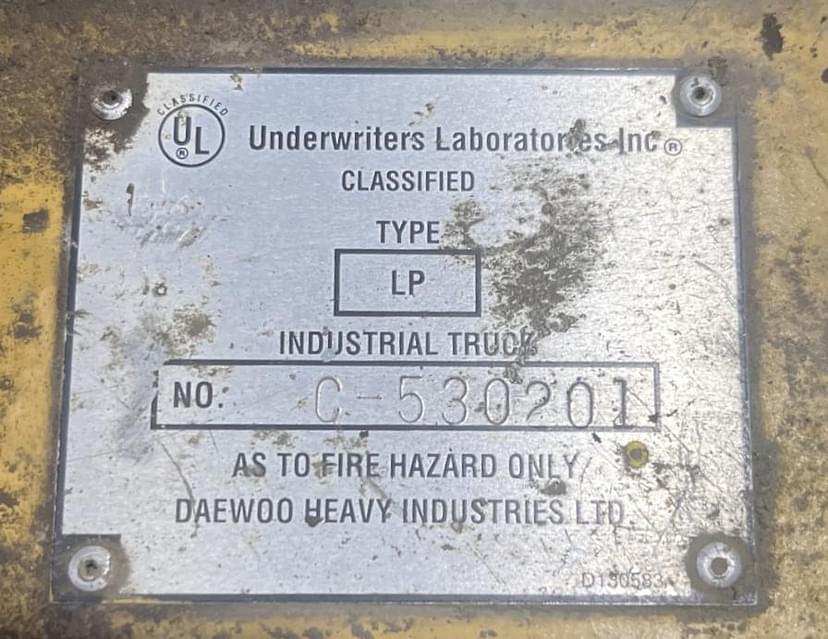 CLASSIFIED
UL®
Underwriters Laboratories Inc®
CLASSIFIED
TYPE
LP
INDUSTRIAL TRUCK
NO. C-530201
AS TO FIRE HAZARD ONLY
DAEWOO HEAVY INDUSTRIES LTD.
D130583